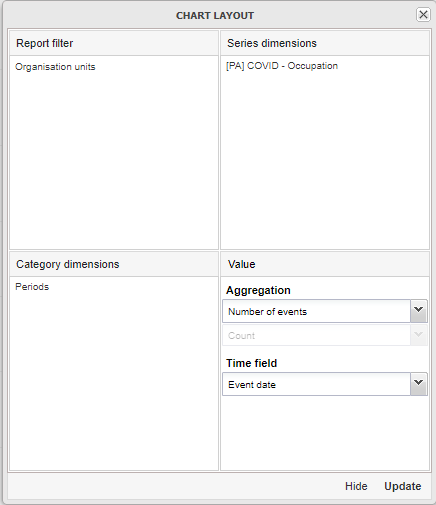 CHART LAYOUT
Report filter
Series dimensions
Organisation units
[PA] COVID - Occupation
Category dimensions
Value
Periods
Aggregation
Number of events
Count
Time field
Event date
Hide
Update